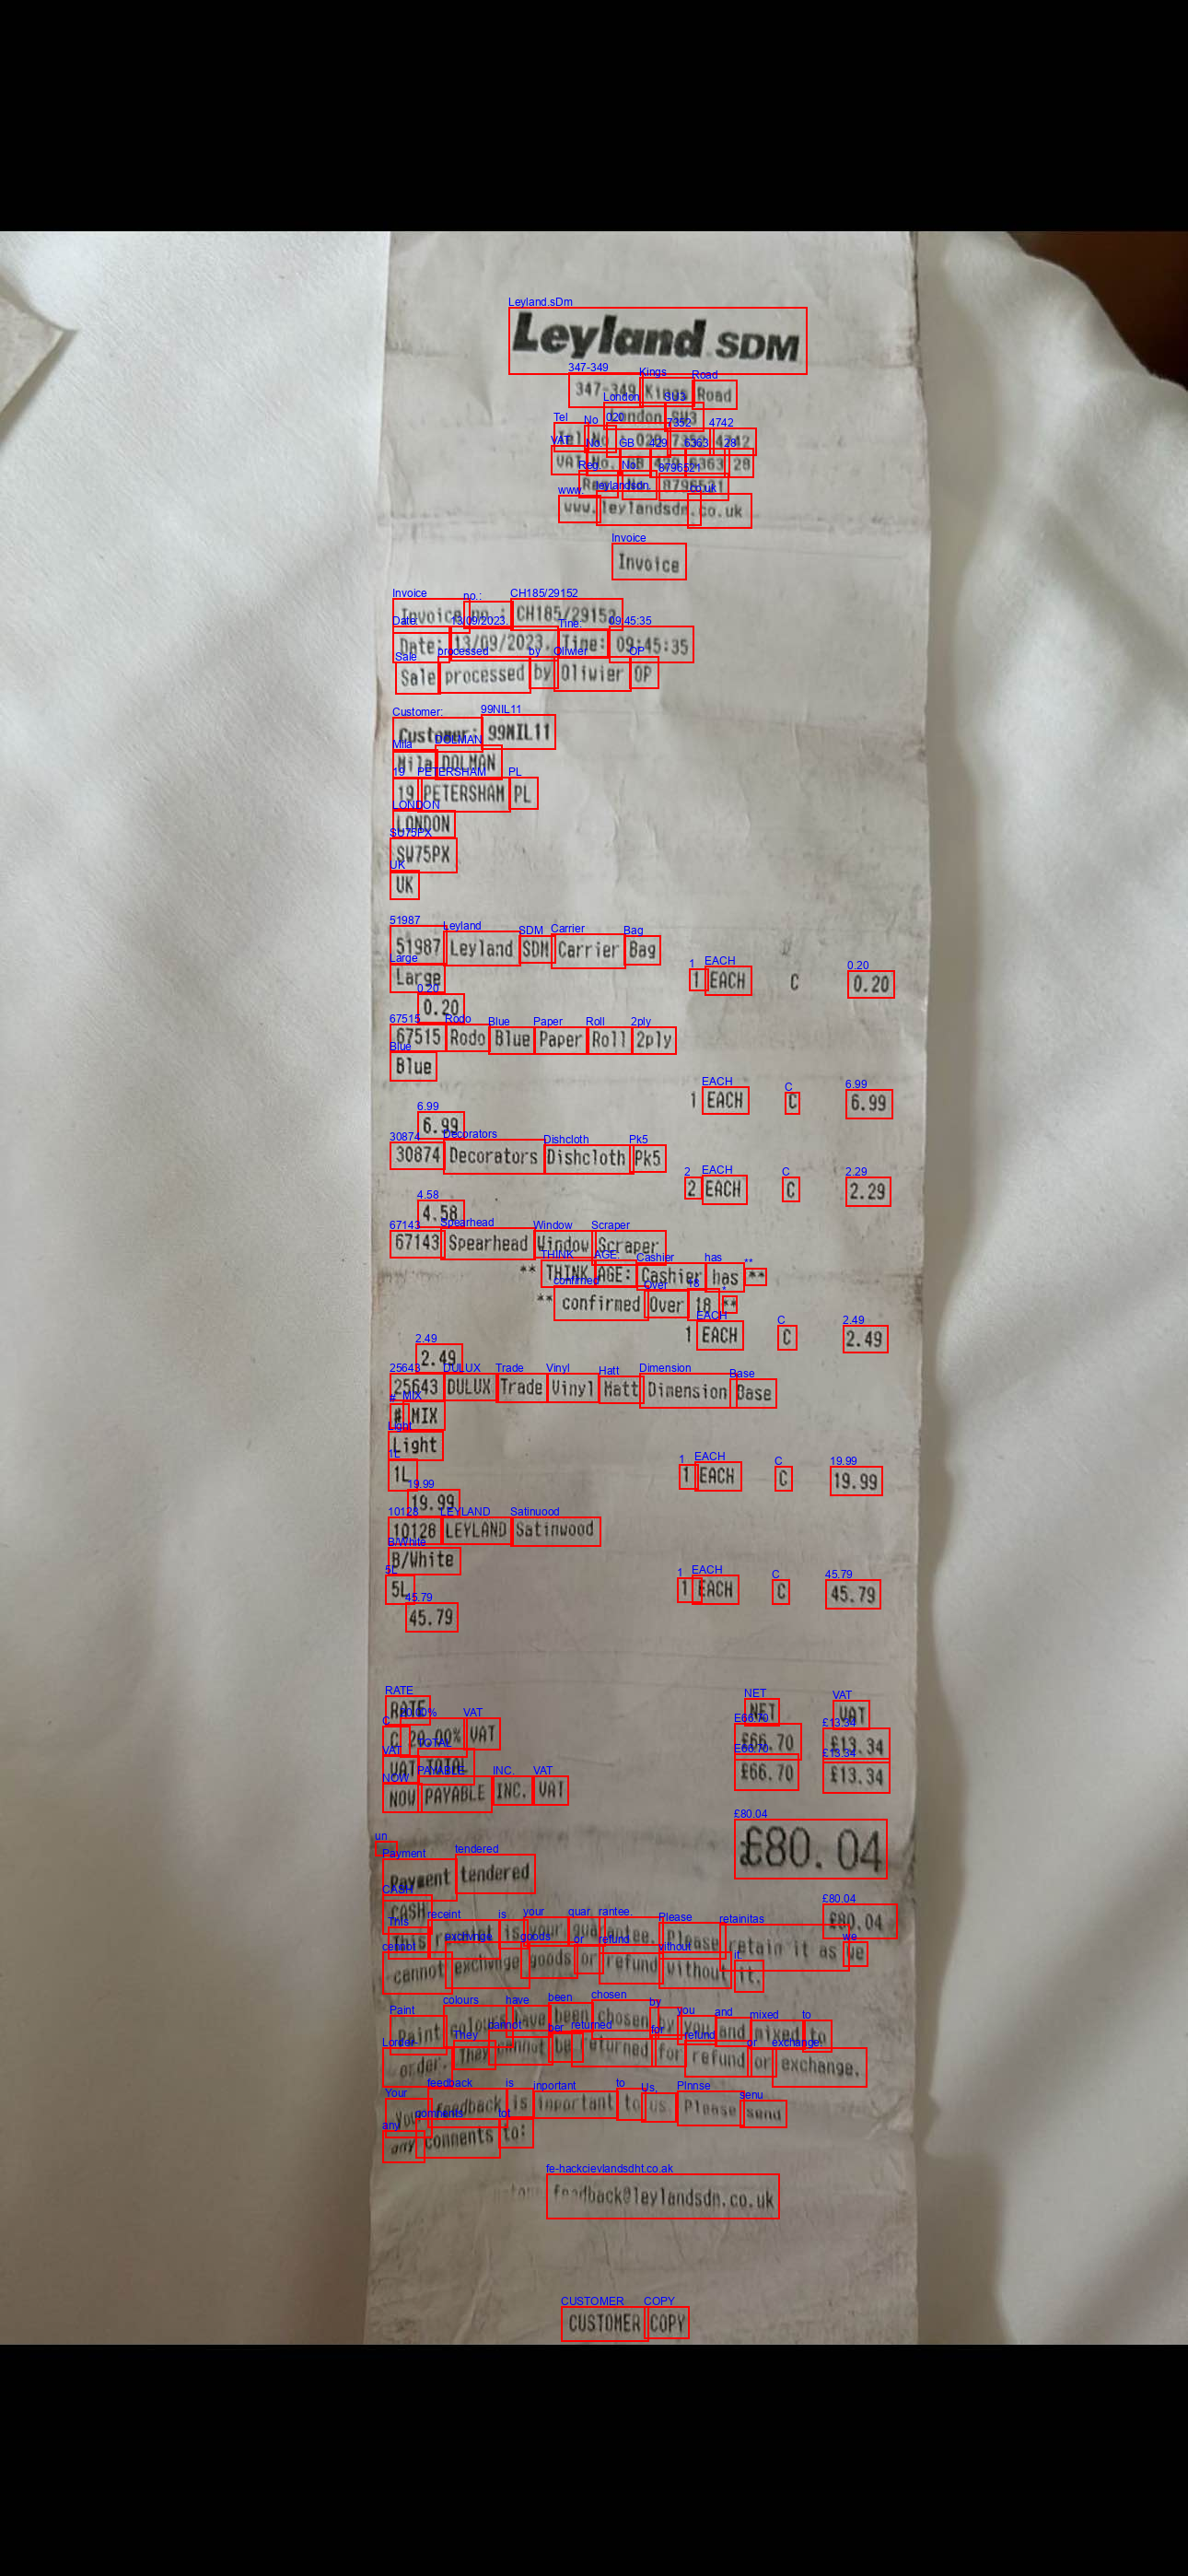 Leyland SDM
347-349 Kings Road
London SW3
Tel No. 020 7352 4742
VAT No. GB 429 6363 28
Reg. No. 8796521
www.leylandsdm.co.uk
Invoice
Invoice no.: CH185/29152
Date: 13/09/2023. Time: 09:45:35
Sale processed by Oliwier OP
Customer: 99NIL11
Mila DOLMAN
19 PETERSHAM PL
LONDON
SW75PX
UK
51987 Leyland SDM Carrier Bag
Large
1 EACH C 0.20
0.20
67515 Rodo Blue Paper Roll 2ply
Blue
1 EACH C 6.99
6.99
30874 Decorators Dishcloth Pk5
2 EACH C 2.29
4.58
67143 Spearhead Window Scraper
** THINK AGE: Cashier has **
** confirmed Over 18 **
1 EACH C 2.49
2.49
25643 DULUX Trade Vinyl Matt Dimension Base
# MIX
Light
1L
1 EACH C 19.99
19.99
10128 LEYLAND Satinwood
B/White
5L
1 EACH C 45.79
45.79
RATE NET VAT
C 20.00% VAT £66.70 £13.34
VAT TOTAL £66.70 £13.34
NOW PAYABLE INC. VAT
£80.04
Payment tendered
CASH £80.04
This receipt is your guarantee. Please retain it as we
cannot exchange goods or refund without it.
Paint colours have been chosen by you and mixed to
order. They cannot be returned for refund or exchange.
Your feedback is important to us. Please send
any comments to:
feedback@leylandsdm.co.uk
CUSTOMER COPY